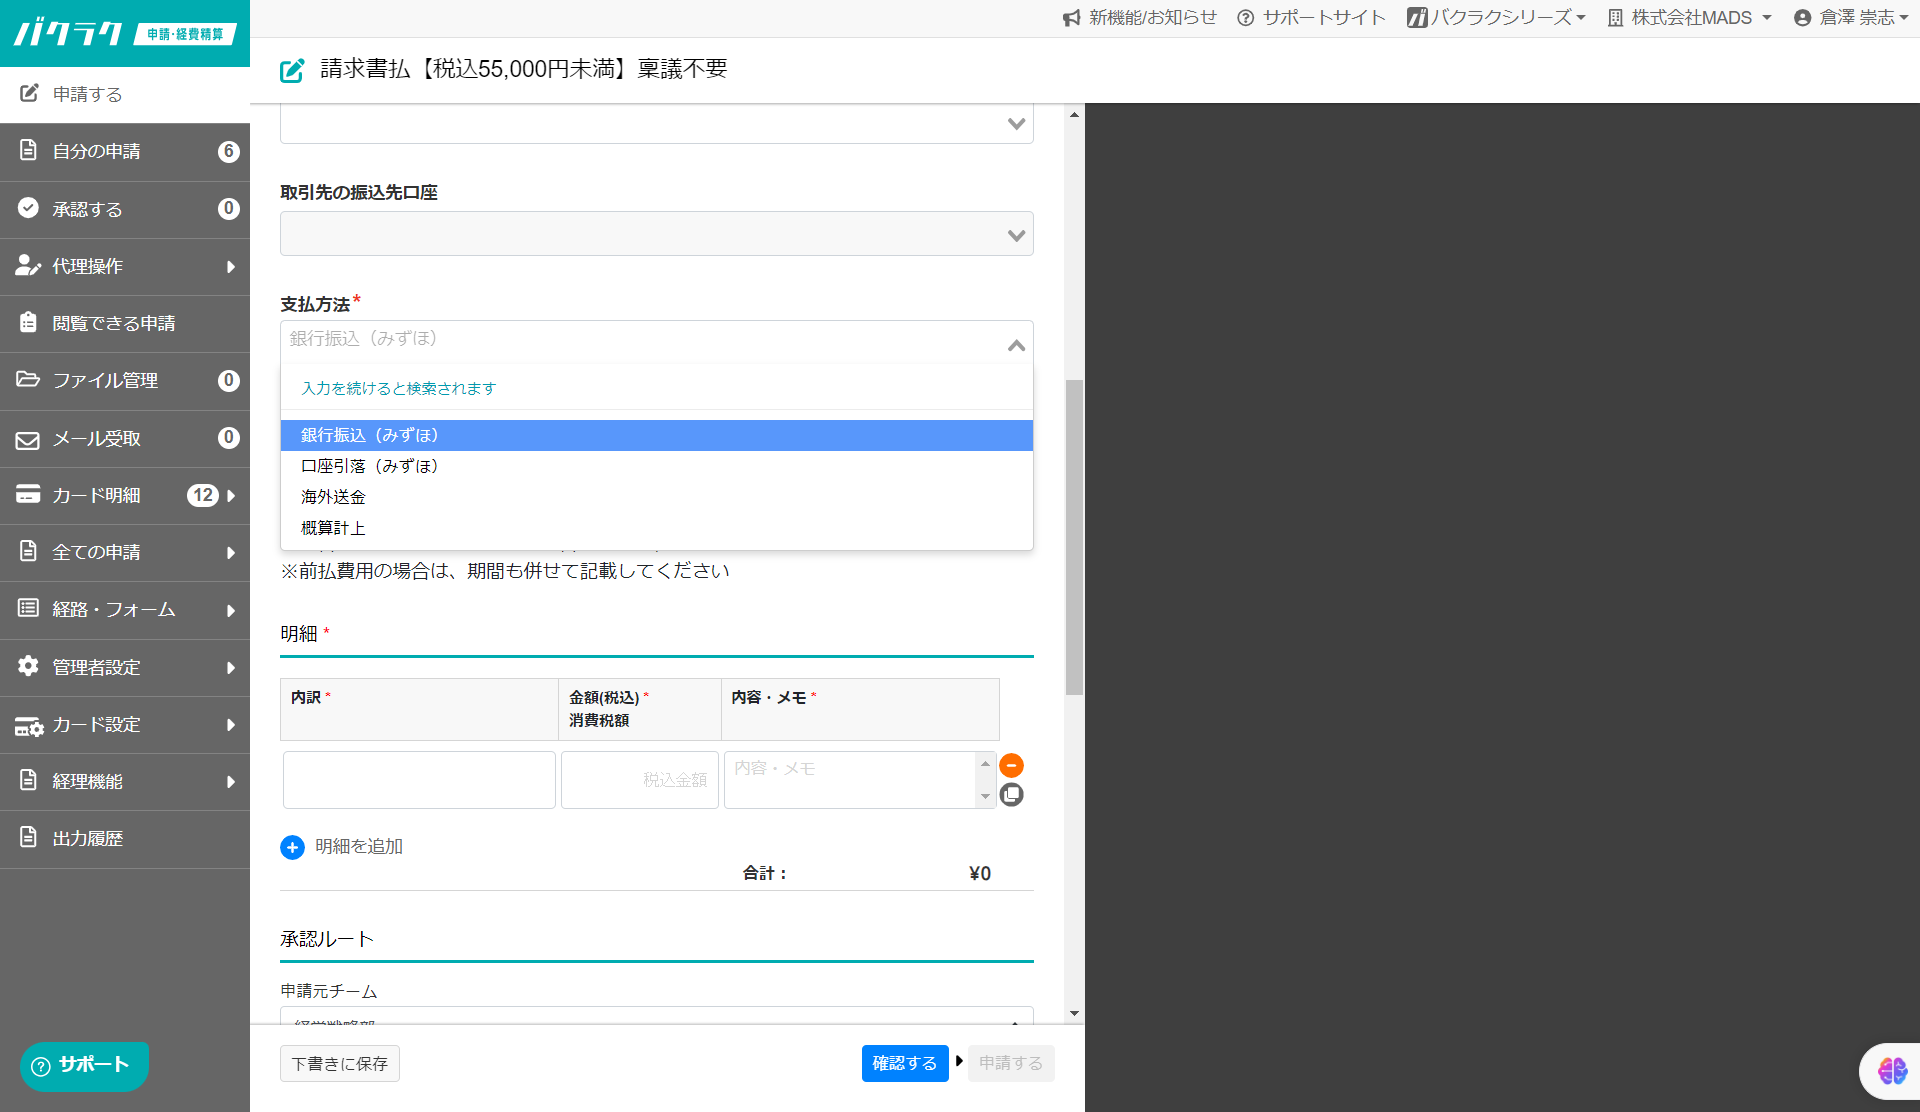 バクラク 申請・経費精算
新機能/お知らせ サポートサイト バクラクシリーズ 株式会社MADS 倉澤 崇志
請求書払【税込55,000円未満】稟議不要
申請する
自分の申請 6
承認する 0
代理操作
閲覧できる申請
ファイル管理 0
メール受取 0
カード明細 12
全ての申請
経路・フォーム
管理者設定
カード設定
経理機能
出力履歴
サポート
取引先の振込先口座
支払方法*
銀行振込（みずほ）
入力を続けると検索されます
銀行振込（みずほ）
口座引落（みずほ）
海外送金
概算計上
※前払費用の場合は、期間も併せて記載してください
明細 *
内訳 * 金額(税込) * 内容・メモ *
消費税額
税込金額 内容・メモ
明細を追加
合計： ¥0
承認ルート
申請元チーム
経営戦略部
下書きに保存 確認する 申請する